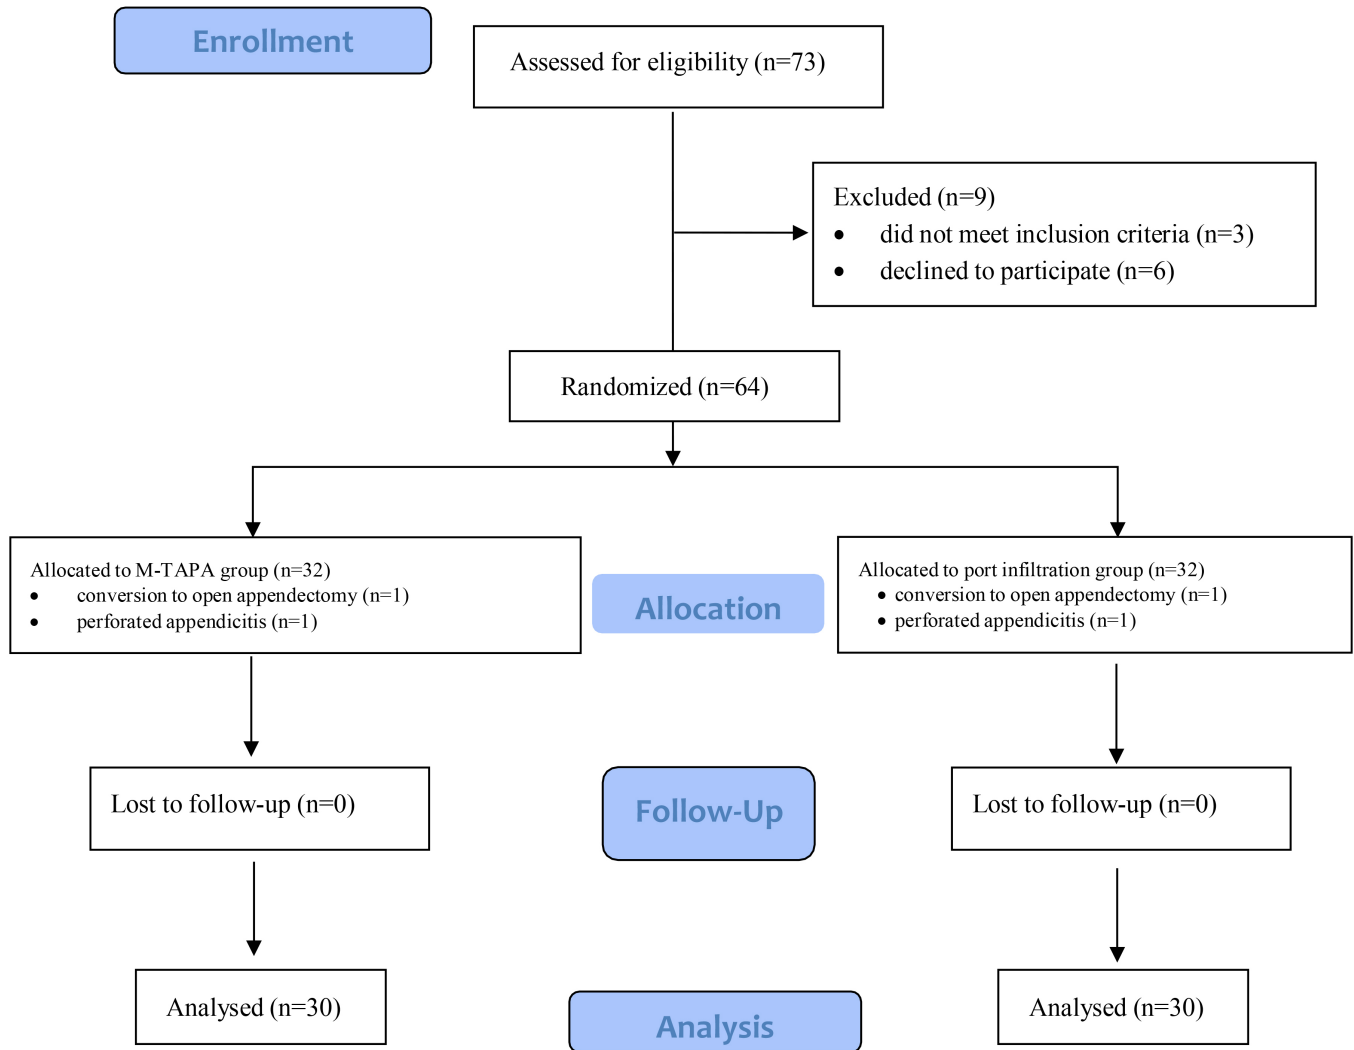 Enrollment
Assessed for eligibility (n=73)
Excluded (n=9)
• did not meet inclusion criteria (n=3)
• declined to participate (n=6)
Randomized (n=64)
Allocated to M-TAPA group (n=32)
• conversion to open appendectomy (n=1)
• perforated appendicitis (n=1)
Allocation
Allocated to port infiltration group (n=32)
• conversion to open appendectomy (n=1)
• perforated appendicitis (n=1)
Lost to follow-up (n=0)
Follow-Up
Lost to follow-up (n=0)
Analysed (n=30)
Analysis
Analysed (n=30)